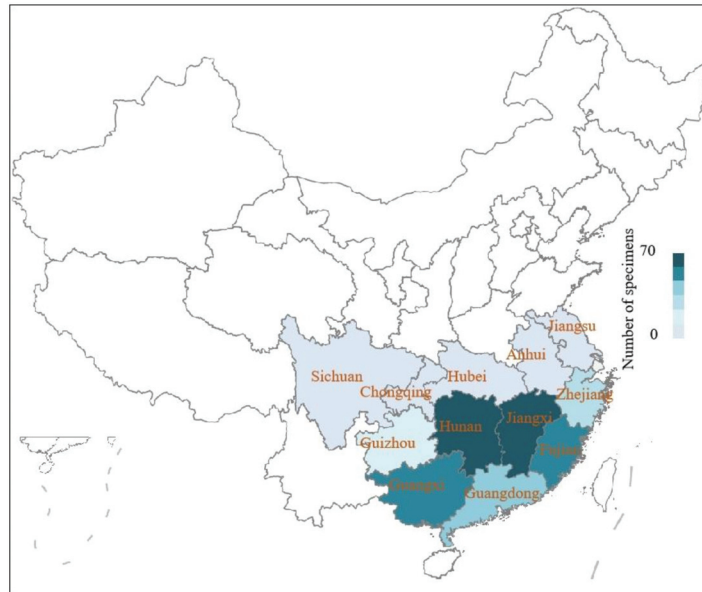 70
Number of specimens
0
Jiangsu
Anhui
Hubei
Sichuan
Chongqing
Zhejiang
Hunan
Jiangxi
Guizhou
Fujian
Guangxi
Guangdong